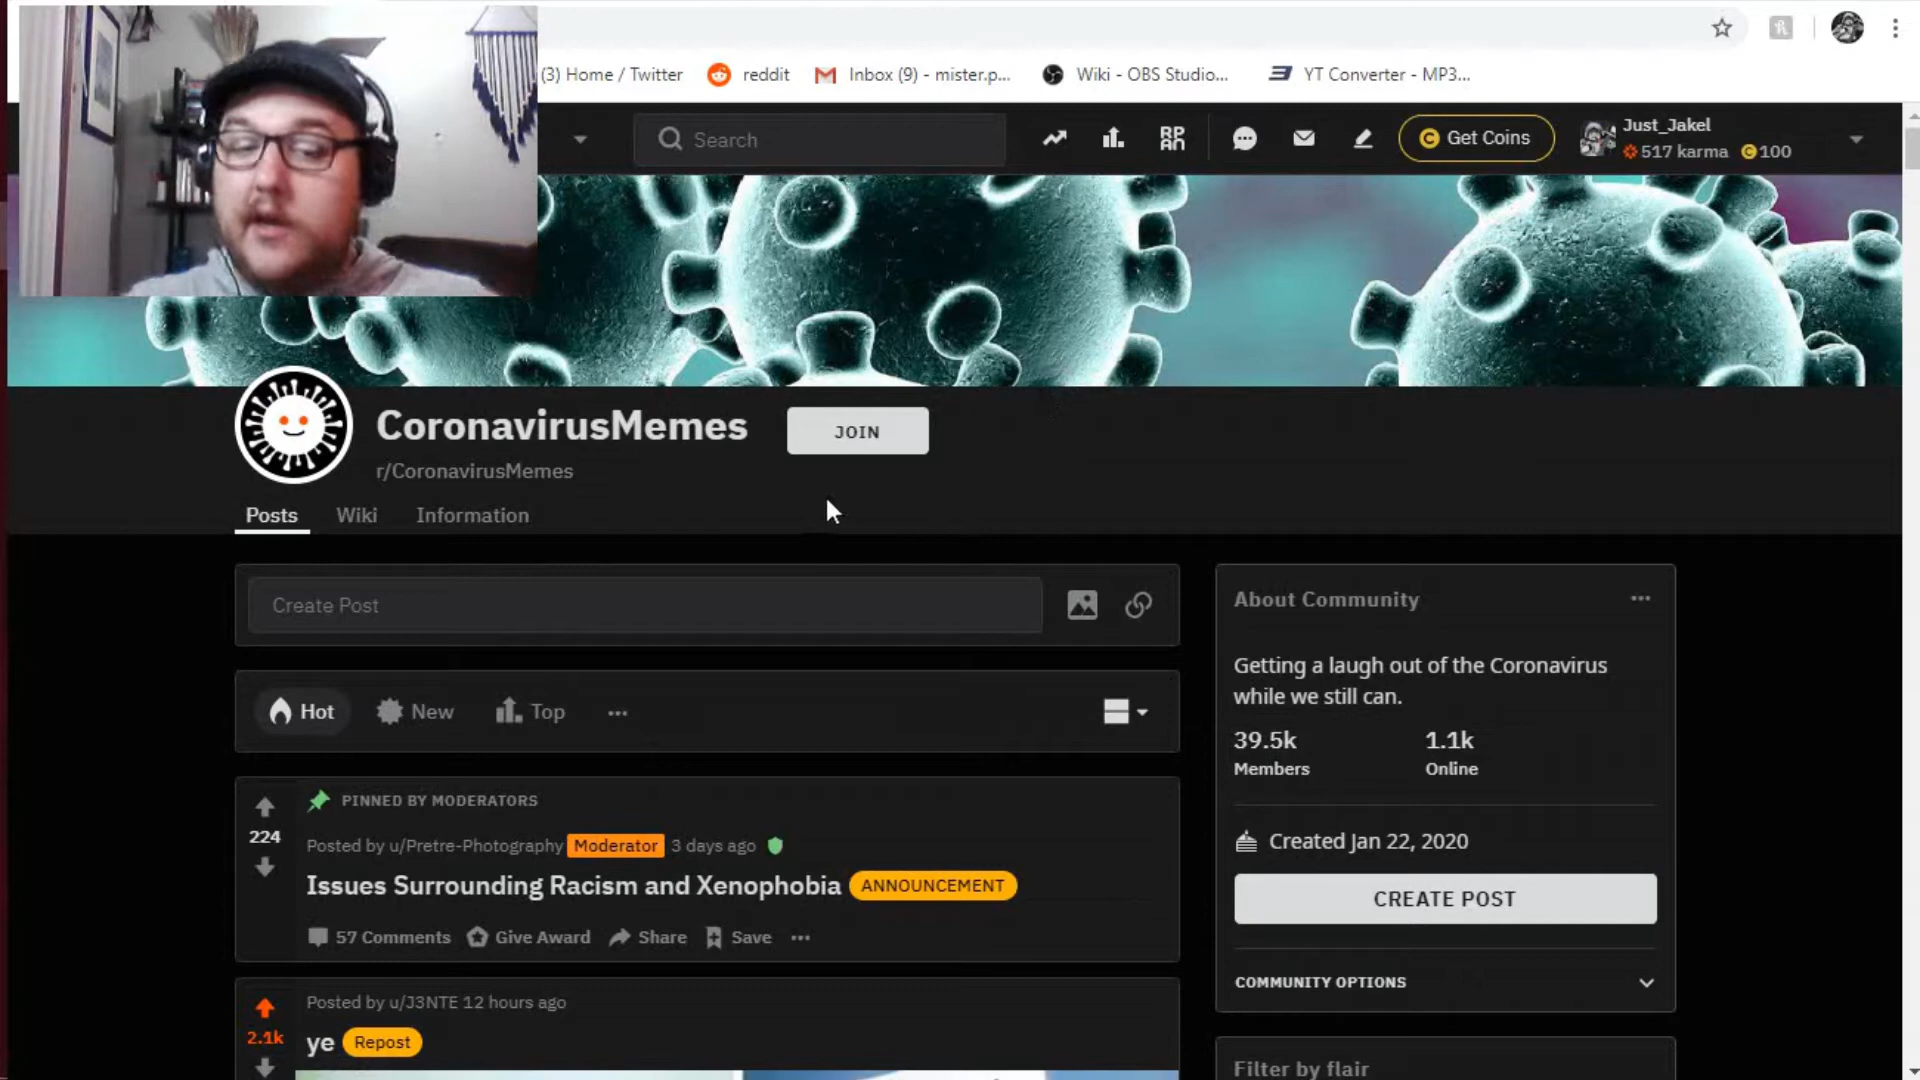 (3) Home / Twitter
reddit
Inbox (9) - mister.p...
Wiki - OBS Studio...
YT Converter - MP3...
Search
RP
AN
Get Coins
Just_Jakel
517 karma
100
CoronavirusMemes
JOIN
r/CoronavirusMemes
Posts
Wiki
Information
Create Post
Hot
New
Top
PINNED BY MODERATORS
224
Posted by u/Pretre-Photography Moderator 3 days ago
Issues Surrounding Racism and Xenophobia ANNOUNCEMENT
57 Comments
Give Award
Share
Save
Posted by u/J3NTE 12 hours ago
2.1k
ye Repost
About Community
Getting a laugh out of the Coronavirus
while we still can.
39.5k
1.1k
Members
Online
Created Jan 22, 2020
CREATE POST
COMMUNITY OPTIONS
Filter by flair